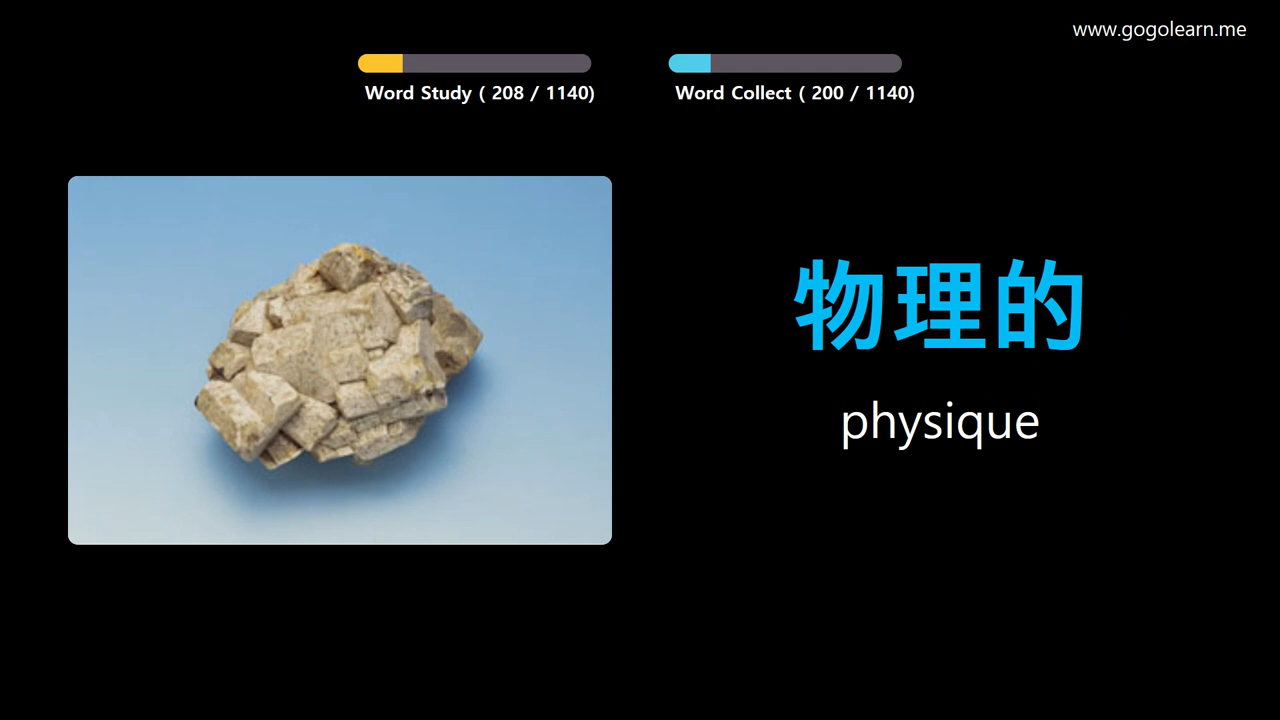 www.gogolearn.me
Word Study ( 208 / 1140)
Word Collect ( 200 / 1140)
物理的
physique